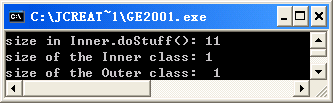 C:\JCREAT~1\GE2001.exe
size in Inner.doStuff(): 11
size of the Inner class: 1
size of the Outer class:  1